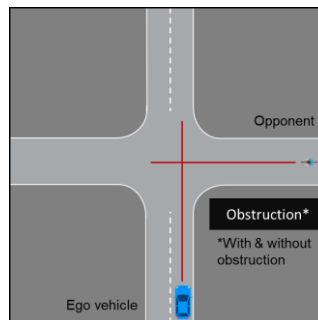 Opponent
Obstruction*
*With & without
obstruction
Ego vehicle